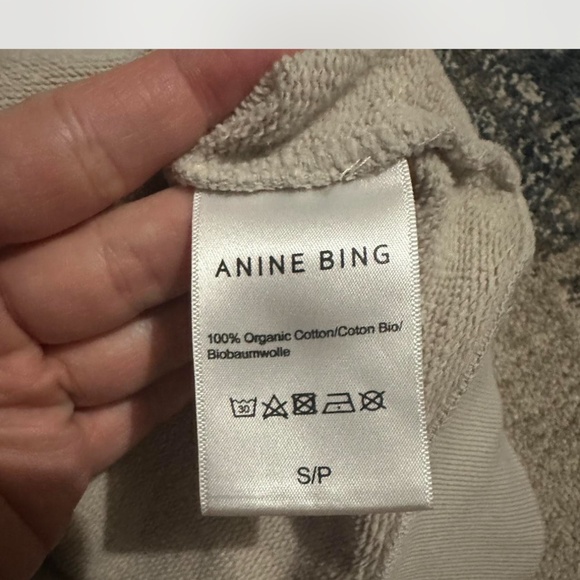 ANINE BING
100% Organic Cotton/Coton Bio/
Biobaumwolle
30
S/P